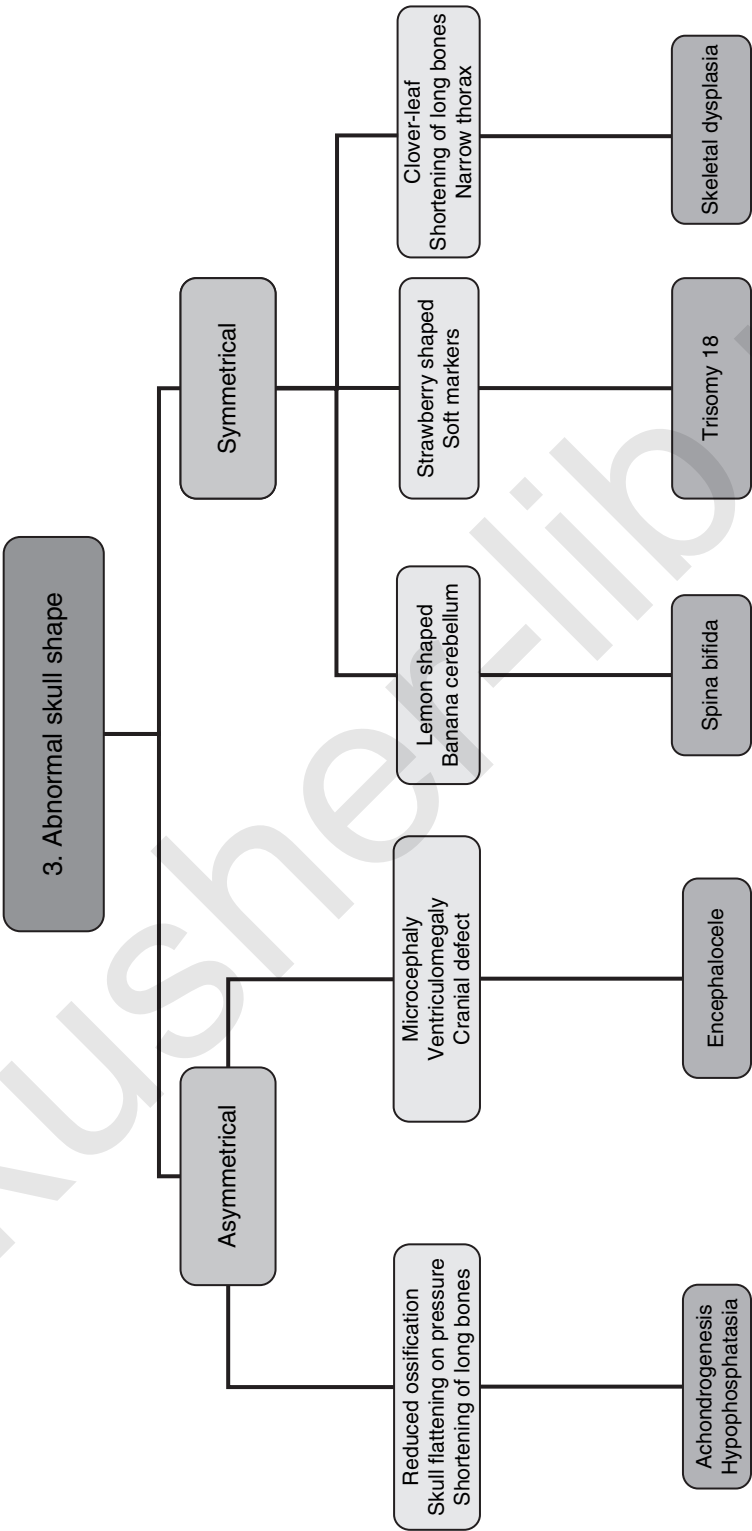 3. Abnormal skull shape
Asymmetrical
Symmetrical
Reduced ossification
Skull flattening on pressure
Shortening of long bones
Microcephaly
Ventriculomegaly
Cranial defect
Lemon shaped
Banana cerebellum
Strawberry shaped
Soft markers
Clover-leaf
Shortening of long bones
Narrow thorax
Achondrogenesis
Hypophosphatasia
Encephalocele
Spina bifida
Trisomy 18
Skeletal dysplasia
kusher-lib